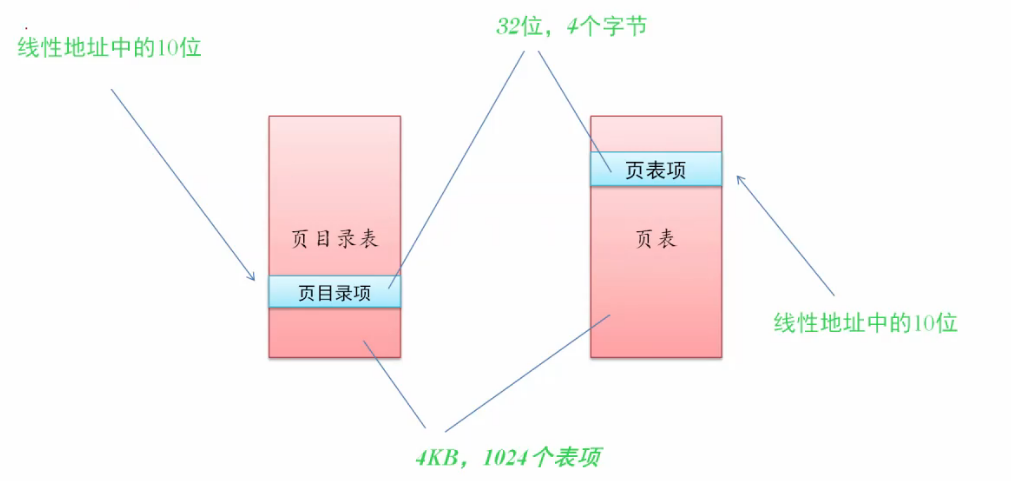 32位，4个字节
线性地址中的10位
页表项
页目录表
页表
页目录项
线性地址中的10位
4KB，1024个表项